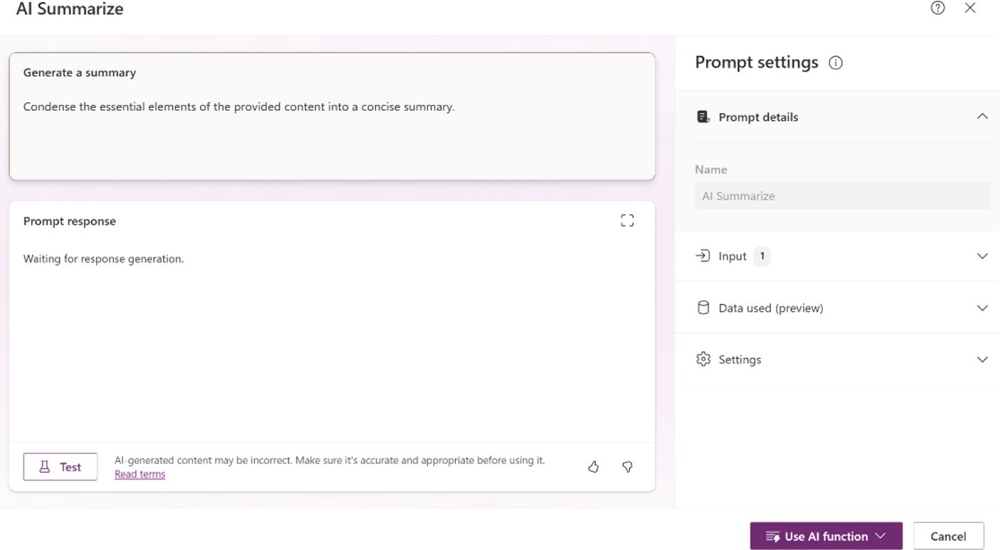 AI Summarize
Generate a summary
Condense the essential elements of the provided content into a concise summary.
Prompt response
Waiting for response generation.
Test
AI-generated content may be incorrect. Make sure it's accurate and appropriate before using it.
Read terms
Prompt settings
Prompt details
Name
AI Summarize
Input 1
Data used (preview)
Settings
Use AI function
Cancel